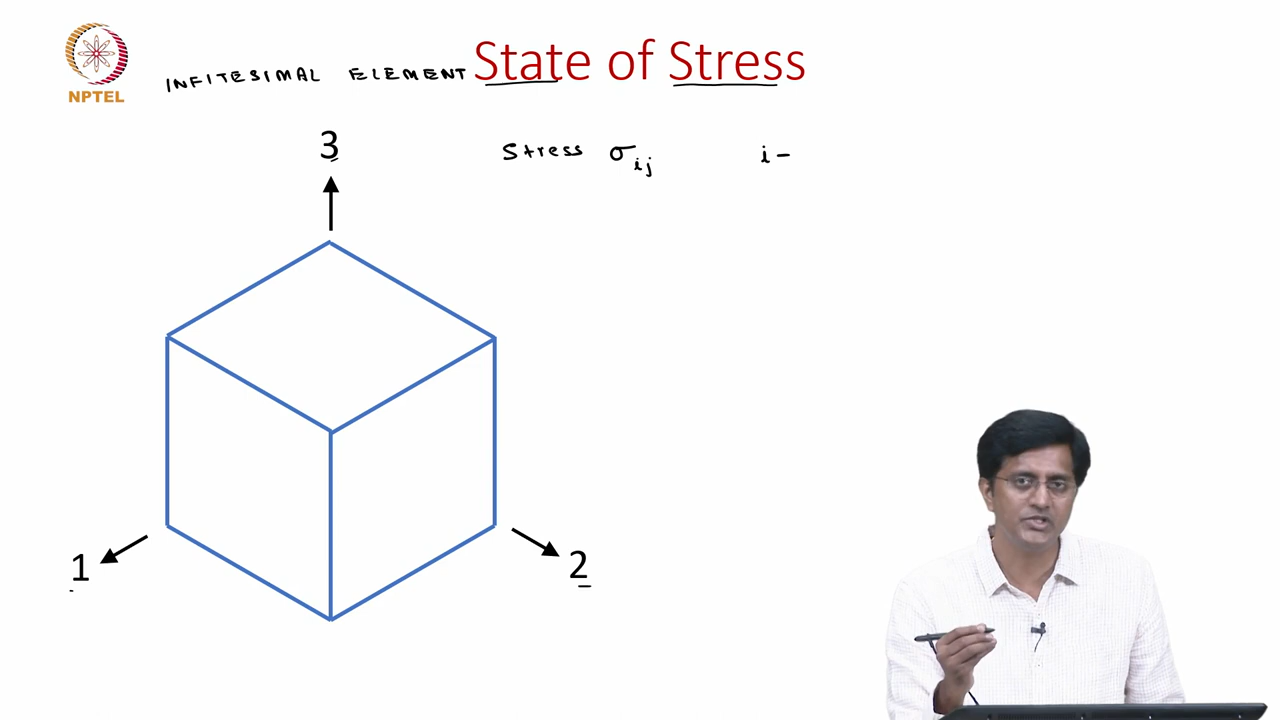 NPTEL
INFITESIMAL ELEMENT State of Stress
3
Stress σij i-
1
2